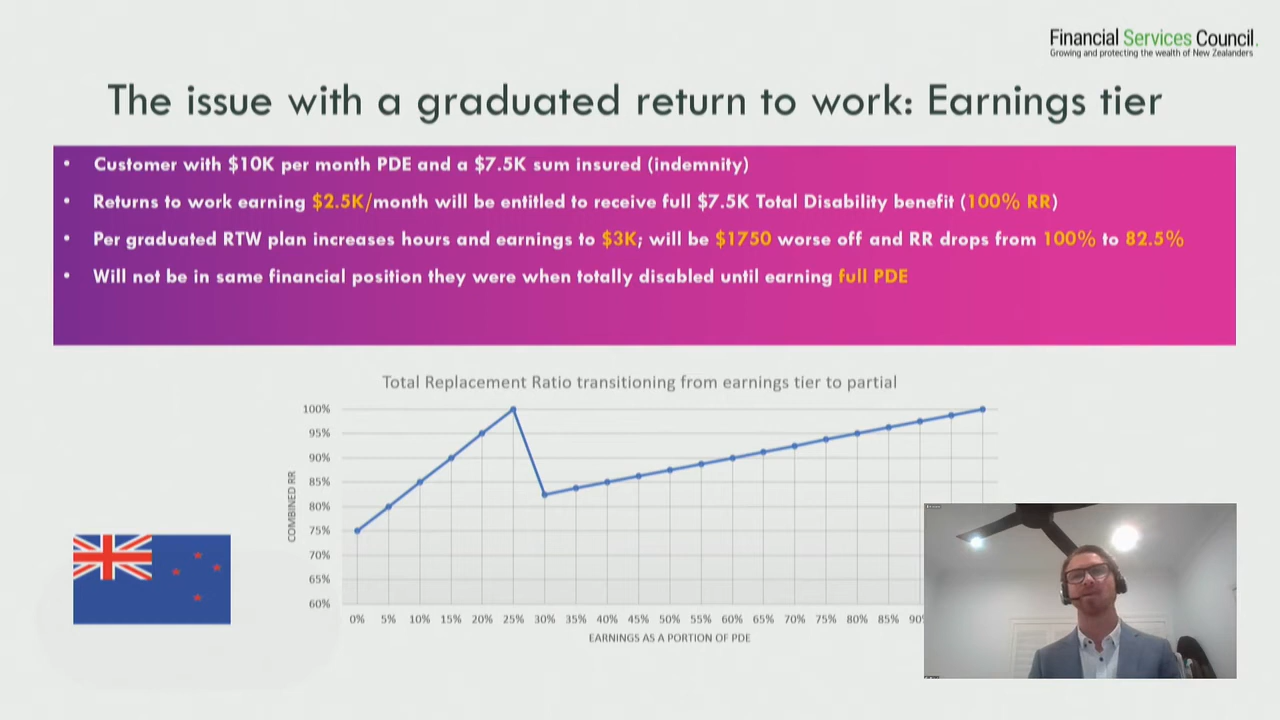 Financial Services Council.
Growing and protecting the wealth of New Zealanders
The issue with a graduated return to work: Earnings tier
• Customer with $10K per month PDE and a $7.5K sum insured (indemnity)
• Returns to work earning $2.5K/month will be entitled to receive full $7.5K Total Disability benefit (100% RR)
• Per graduated RTW plan increases hours and earnings to $3K; will be $1750 worse off and RR drops from 100% to 82.5%
• Will not be in same financial position they were when totally disabled until earning full PDE
Total Replacement Ratio transitioning from earnings tier to partial
100%
95%
90%
85%
80%
75%
70%
65%
60%
COMBINED RR
0% 5% 10% 15% 20% 25% 30% 35% 40% 45% 50% 55% 60% 65% 70% 75% 80% 85% 90%
EARNINGS AS A PORTION OF PDE